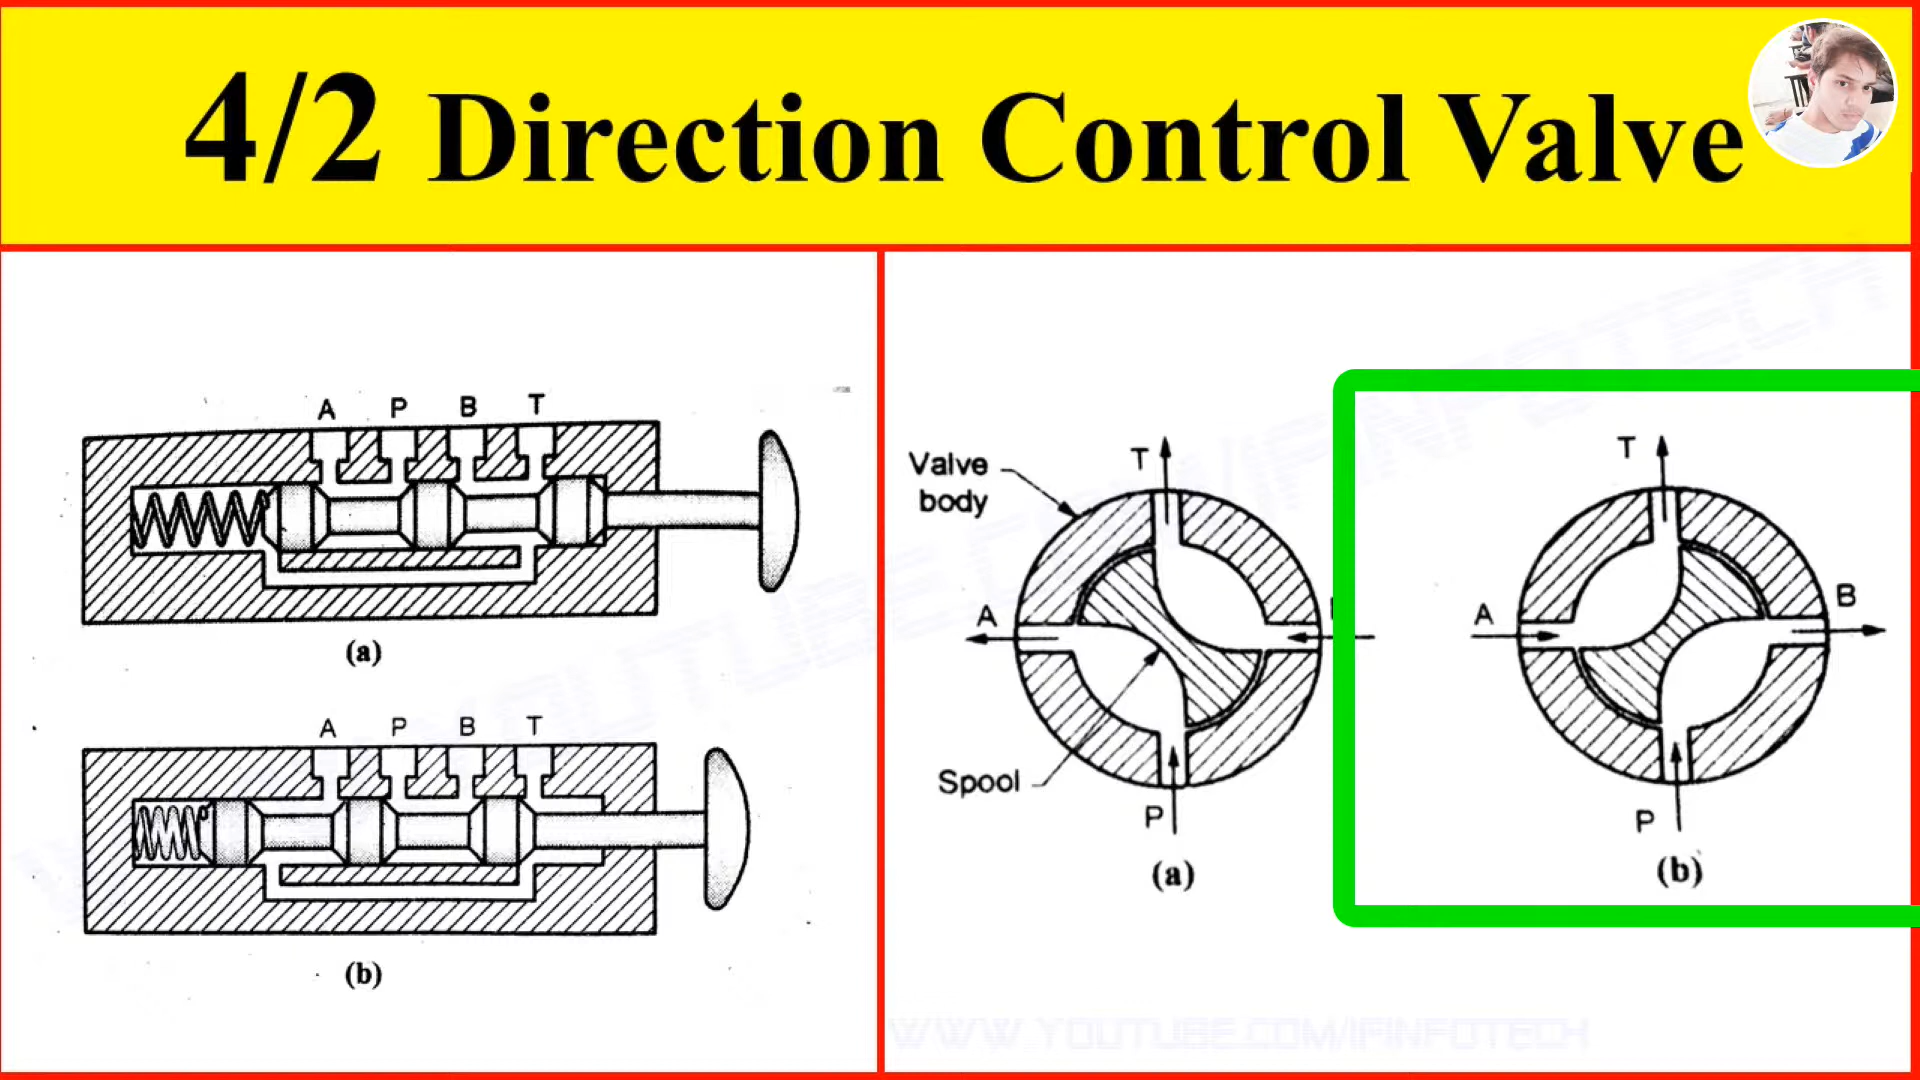 4/2 Direction Control Valve
A P B T
(a)
A P B T
(b)
T
Valve
body
A
Spool
P
(a)
T
A
B
P
(b)
WWW.YOUTUBE.COM/IFINFOTECH